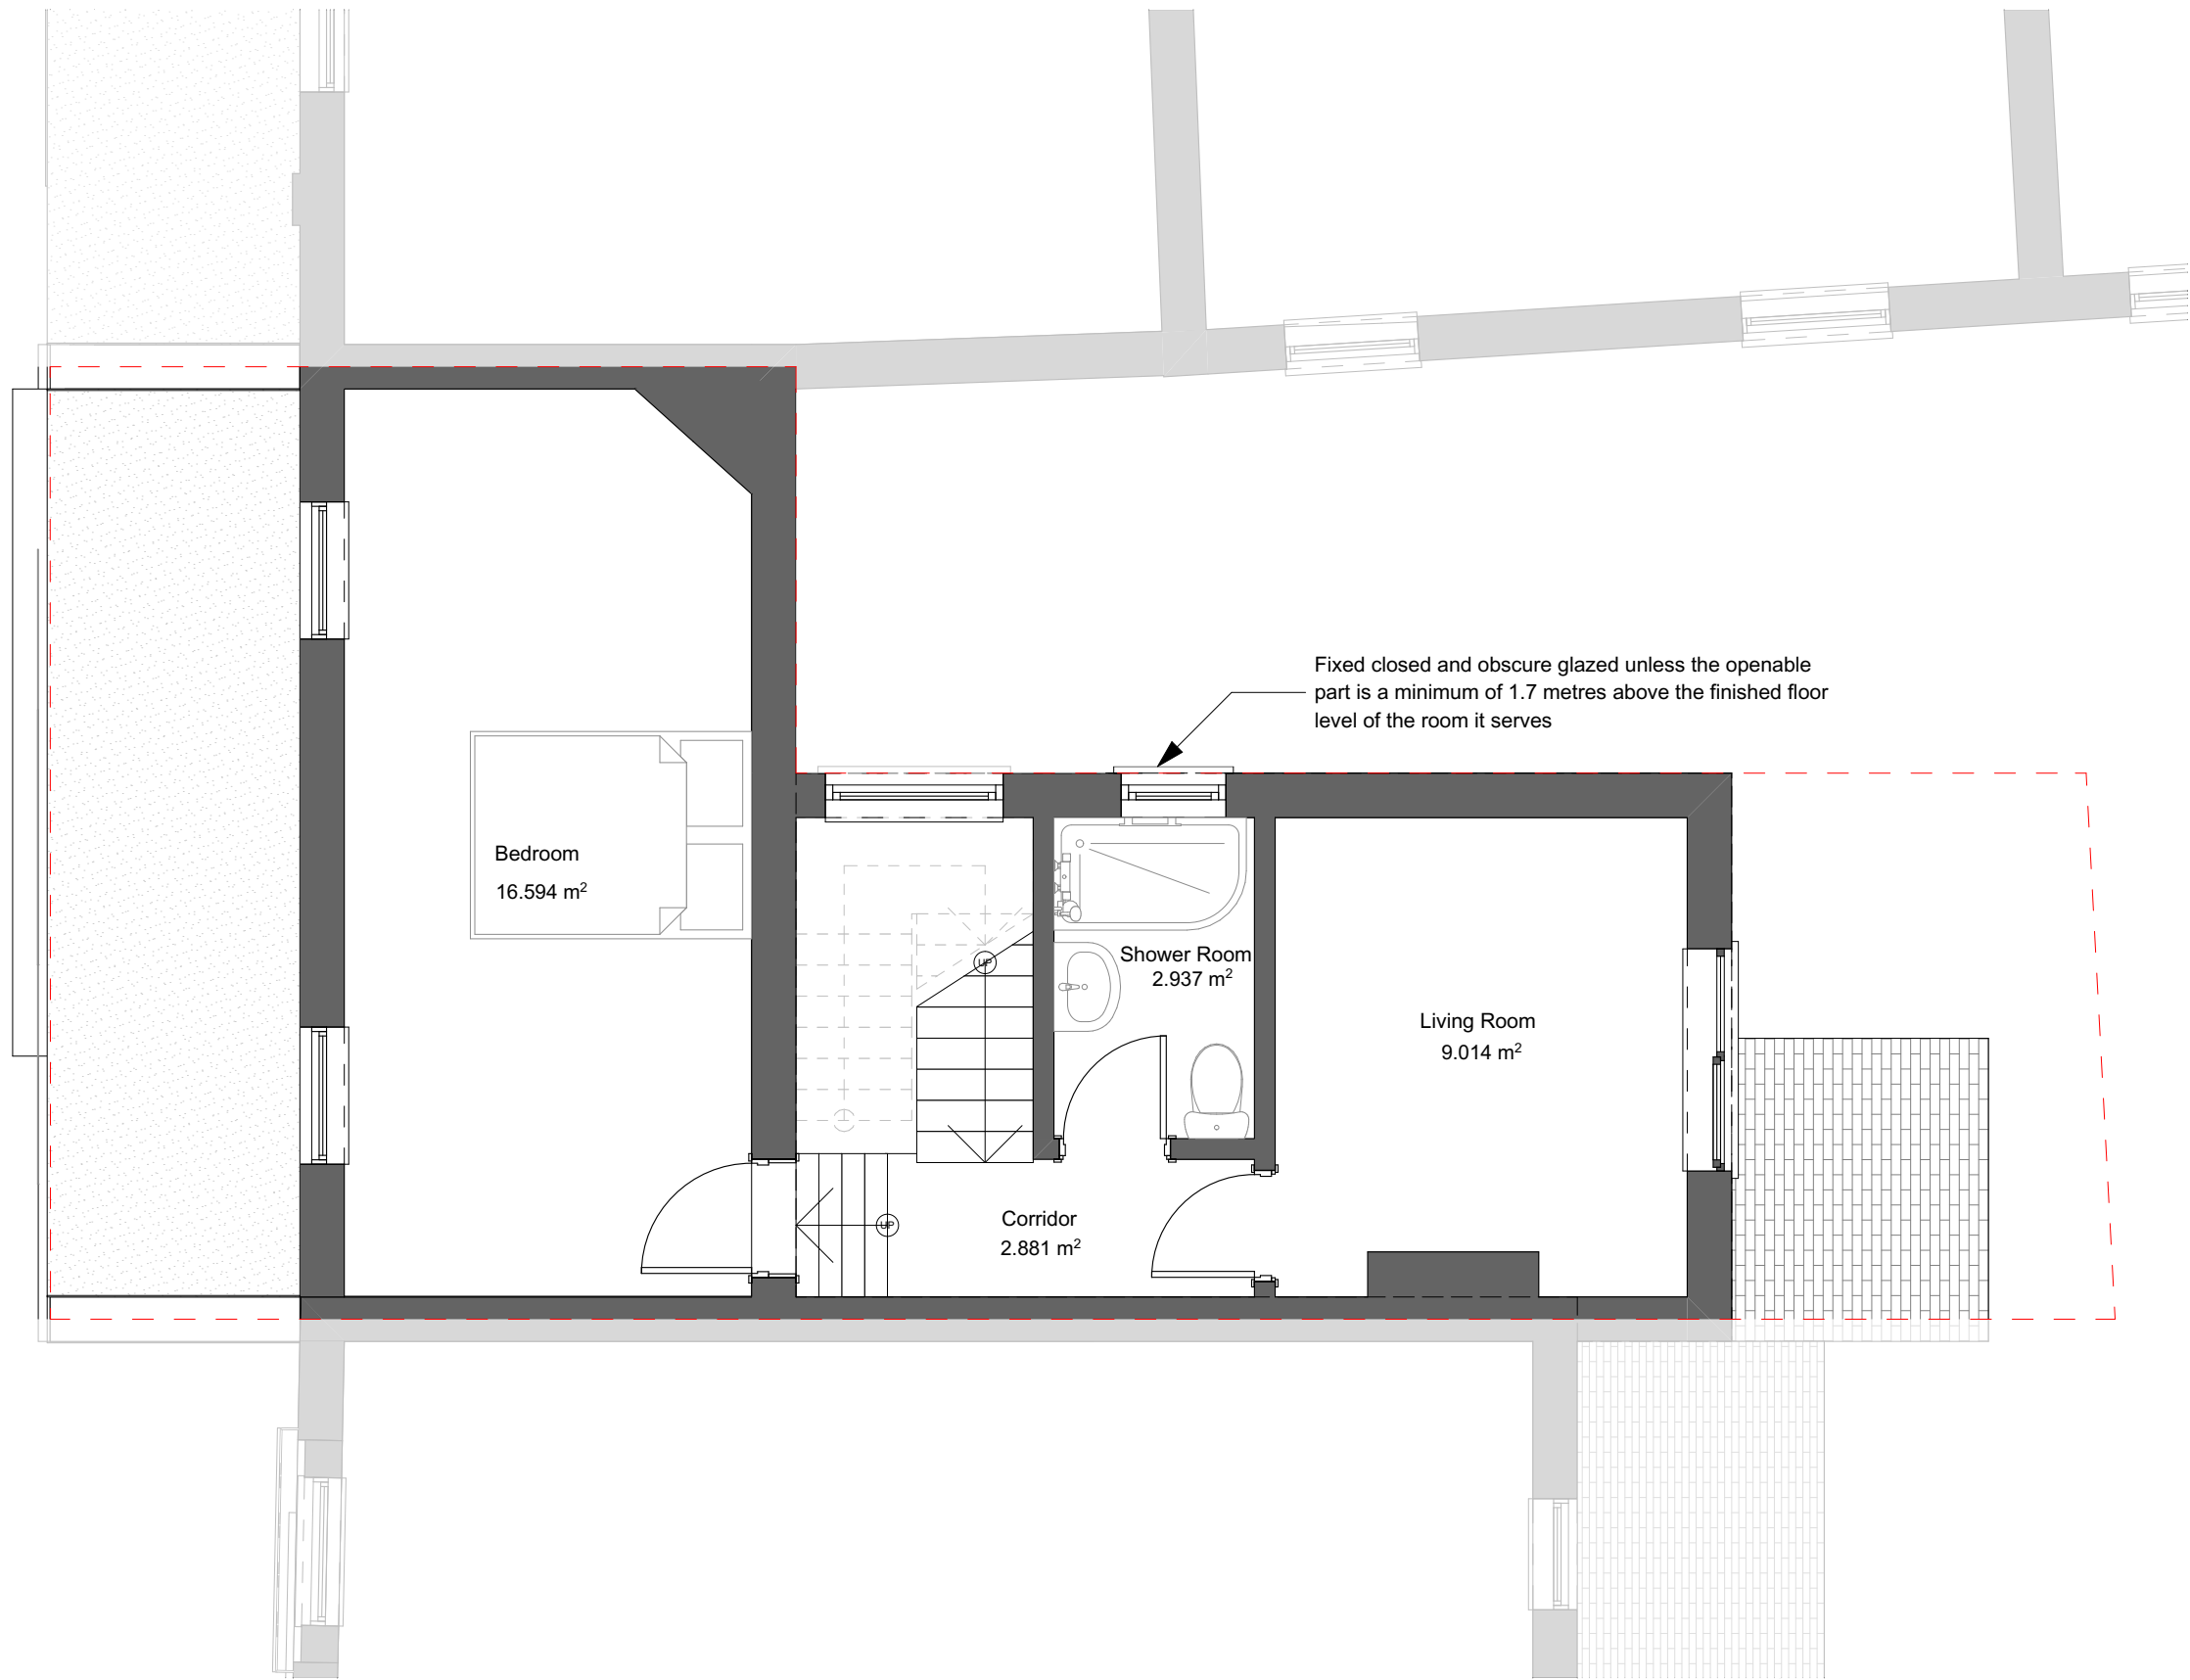 Fixed closed and obscure glazed unless the openable
part is a minimum of 1.7 metres above the finished floor
level of the room it serves
Bedroom
16.594 m²
UP
Shower Room
2.937 m²
Living Room
9.014 m²
Corridor
2.881 m²
UP